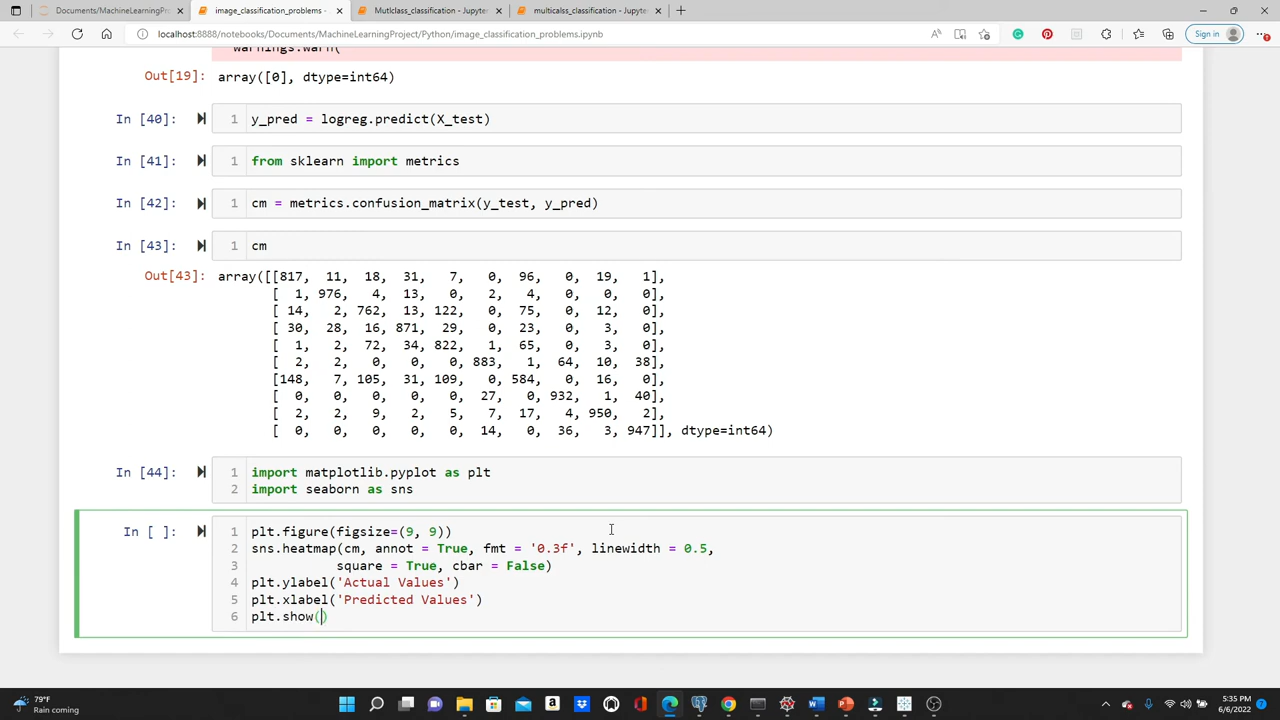 Documents/MachineLearningPro
image_classification_problems -
Mutlclass_classification - Jupyter
multicalss_classification - Jupyte
localhost:8888/notebooks/Documents/MachineLearningProject/Python/image_classification_problems.ipynb
Sign in
warnings.warn(
Out[19]: array([0], dtype=int64)
In [40]: 1 y_pred = logreg.predict(X_test)
In [41]: 1 from sklearn import metrics
In [42]: 1 cm = metrics.confusion_matrix(y_test, y_pred)
In [43]: 1 cm
Out[43]: array([[817, 11, 18, 31, 7, 0, 96, 0, 19, 1],
[ 1, 976, 4, 13, 0, 2, 4, 0, 0, 0],
[ 14, 2, 762, 13, 122, 0, 75, 0, 12, 0],
[ 30, 28, 16, 871, 29, 0, 23, 0, 3, 0],
[ 1, 2, 72, 34, 822, 1, 65, 0, 3, 0],
[ 2, 2, 0, 0, 0, 883, 1, 64, 10, 38],
[148, 7, 105, 31, 109, 0, 584, 0, 16, 0],
[ 0, 0, 0, 0, 0, 27, 0, 932, 1, 40],
[ 2, 2, 9, 2, 5, 7, 17, 4, 950, 2],
[ 0, 0, 0, 0, 0, 14, 0, 36, 3, 947]], dtype=int64)
In [44]: 1 import matplotlib.pyplot as plt
2 import seaborn as sns
In [ ]: 1 plt.figure(figsize=(9, 9))
2 sns.heatmap(cm, annot = True, fmt = '0.3f', linewidth = 0.5,
3 square = True, cbar = False)
4 plt.ylabel('Actual Values')
5 plt.xlabel('Predicted Values')
6 plt.show()
79°F
Rain coming
5:35 PM
6/6/2022